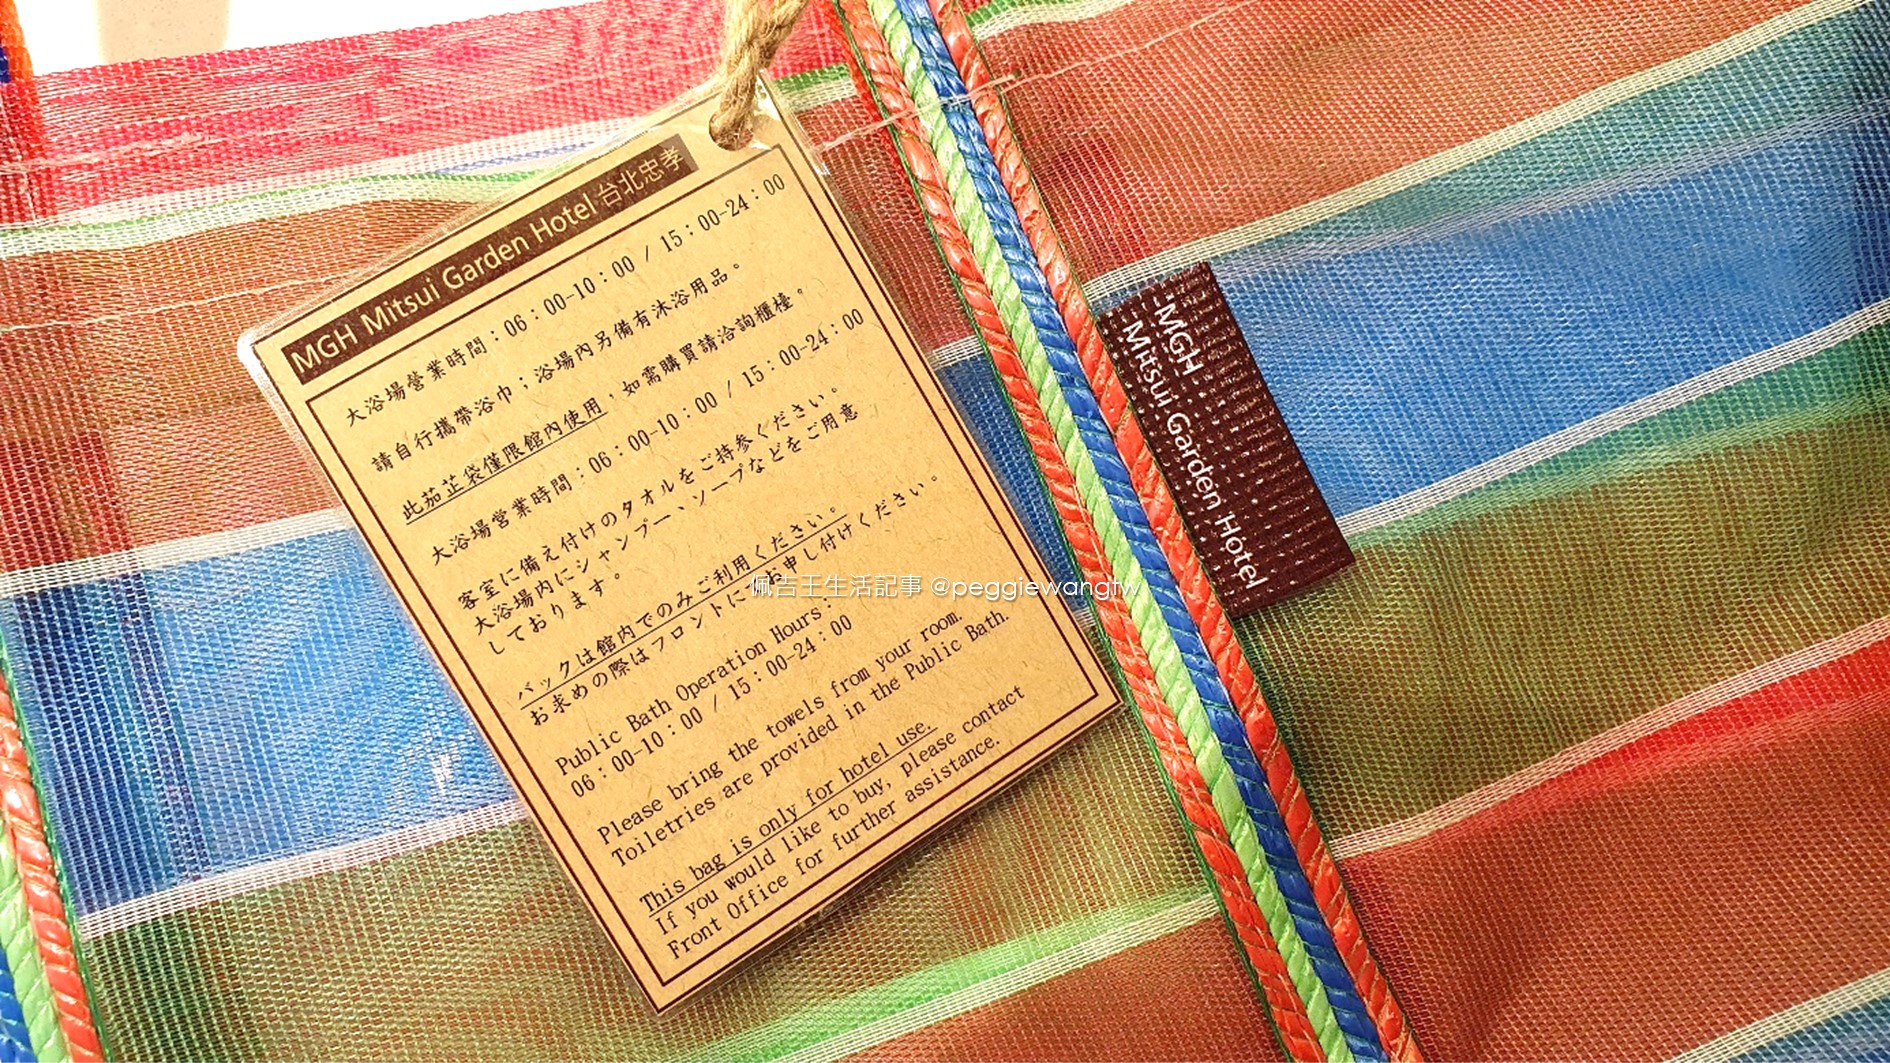 MGH Mitsui Garden Hotel 台北忠孝
大浴場營業時間：06：00-10：00 / 15：00-24：00
請自行攜帶浴巾；浴場內另備有沐浴用品。
此茄芷袋僅限館內使用，如需購買請洽詢櫃檯。
大浴場営業時間：06：00-10：00 / 15：00-24：00
客室に備え付けのタオルをご持参ください。
大浴場内にシャンプー、ソープなどをご用意
しております。
バックは館内でのみご利用ください。
お求めの際はフロントにてお申し付けください。
Public Bath Operation Hours：
06：00-10：00 / 15：00-24：00
Please bring the towels from your room.
Toiletries are provided in the Public Bath.
This bag is only for hotel use.
If you would like to buy, please contact
Front Office for further assistance.
MGH
Mitsui Garden Hotel
佩吉王生活記事 @peggiewangtw